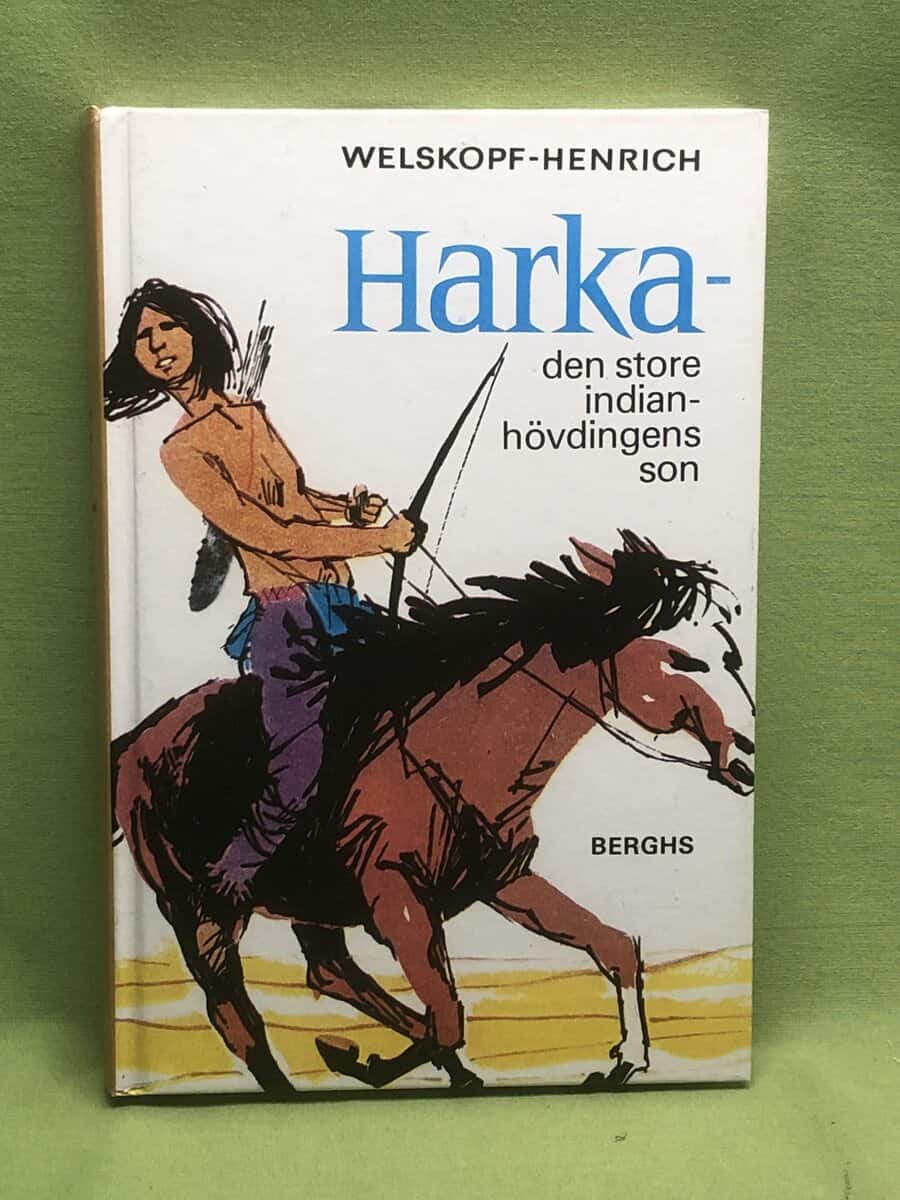 WELSKOPF-HENRICH
Harka-
den store
indian-
hövdingens
son
BERGHS